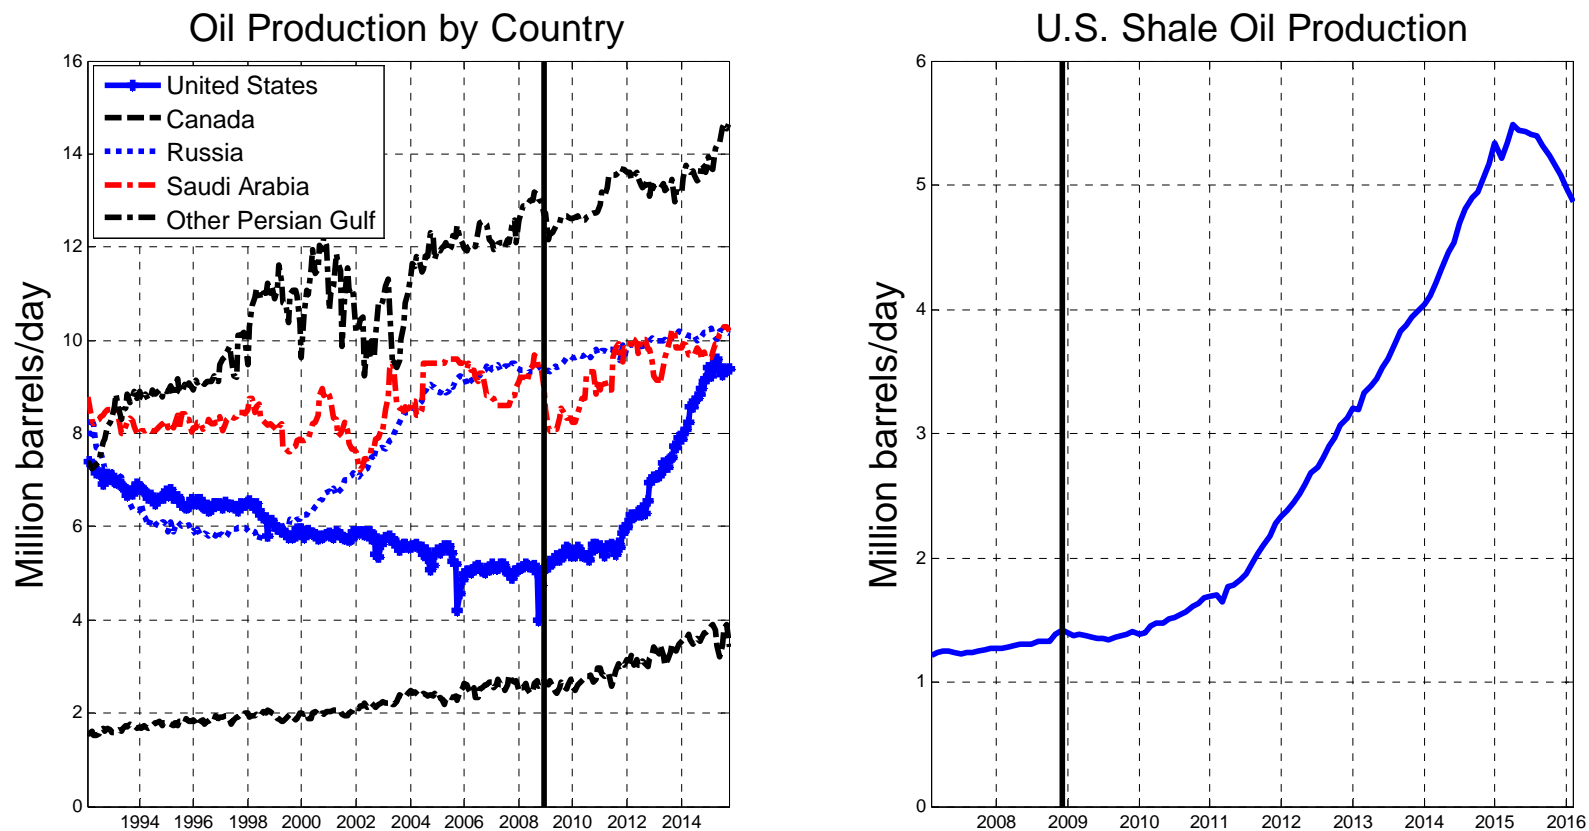 Oil Production by Country
Million barrels/day
16
14
12
10
8
6
4
2
0
United States
Canada
Russia
Saudi Arabia
Other Persian Gulf
1994 1996 1998 2000 2002 2004 2006 2008 2010 2012 2014
U.S. Shale Oil Production
Million barrels/day
6
5
4
3
2
1
0
2008 2009 2010 2011 2012 2013 2014 2015 2016